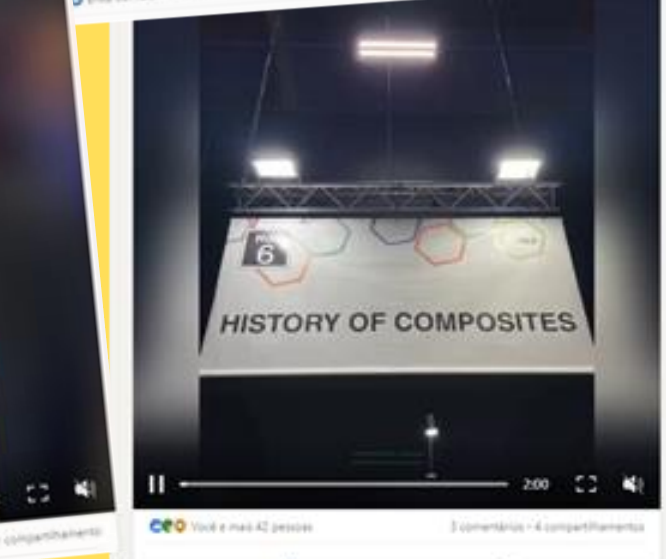 6
HISTORY OF COMPOSITES
2:00
Você e mais 42 pessoas
3 comentários · 4 compartilhamentos
compartilhamento